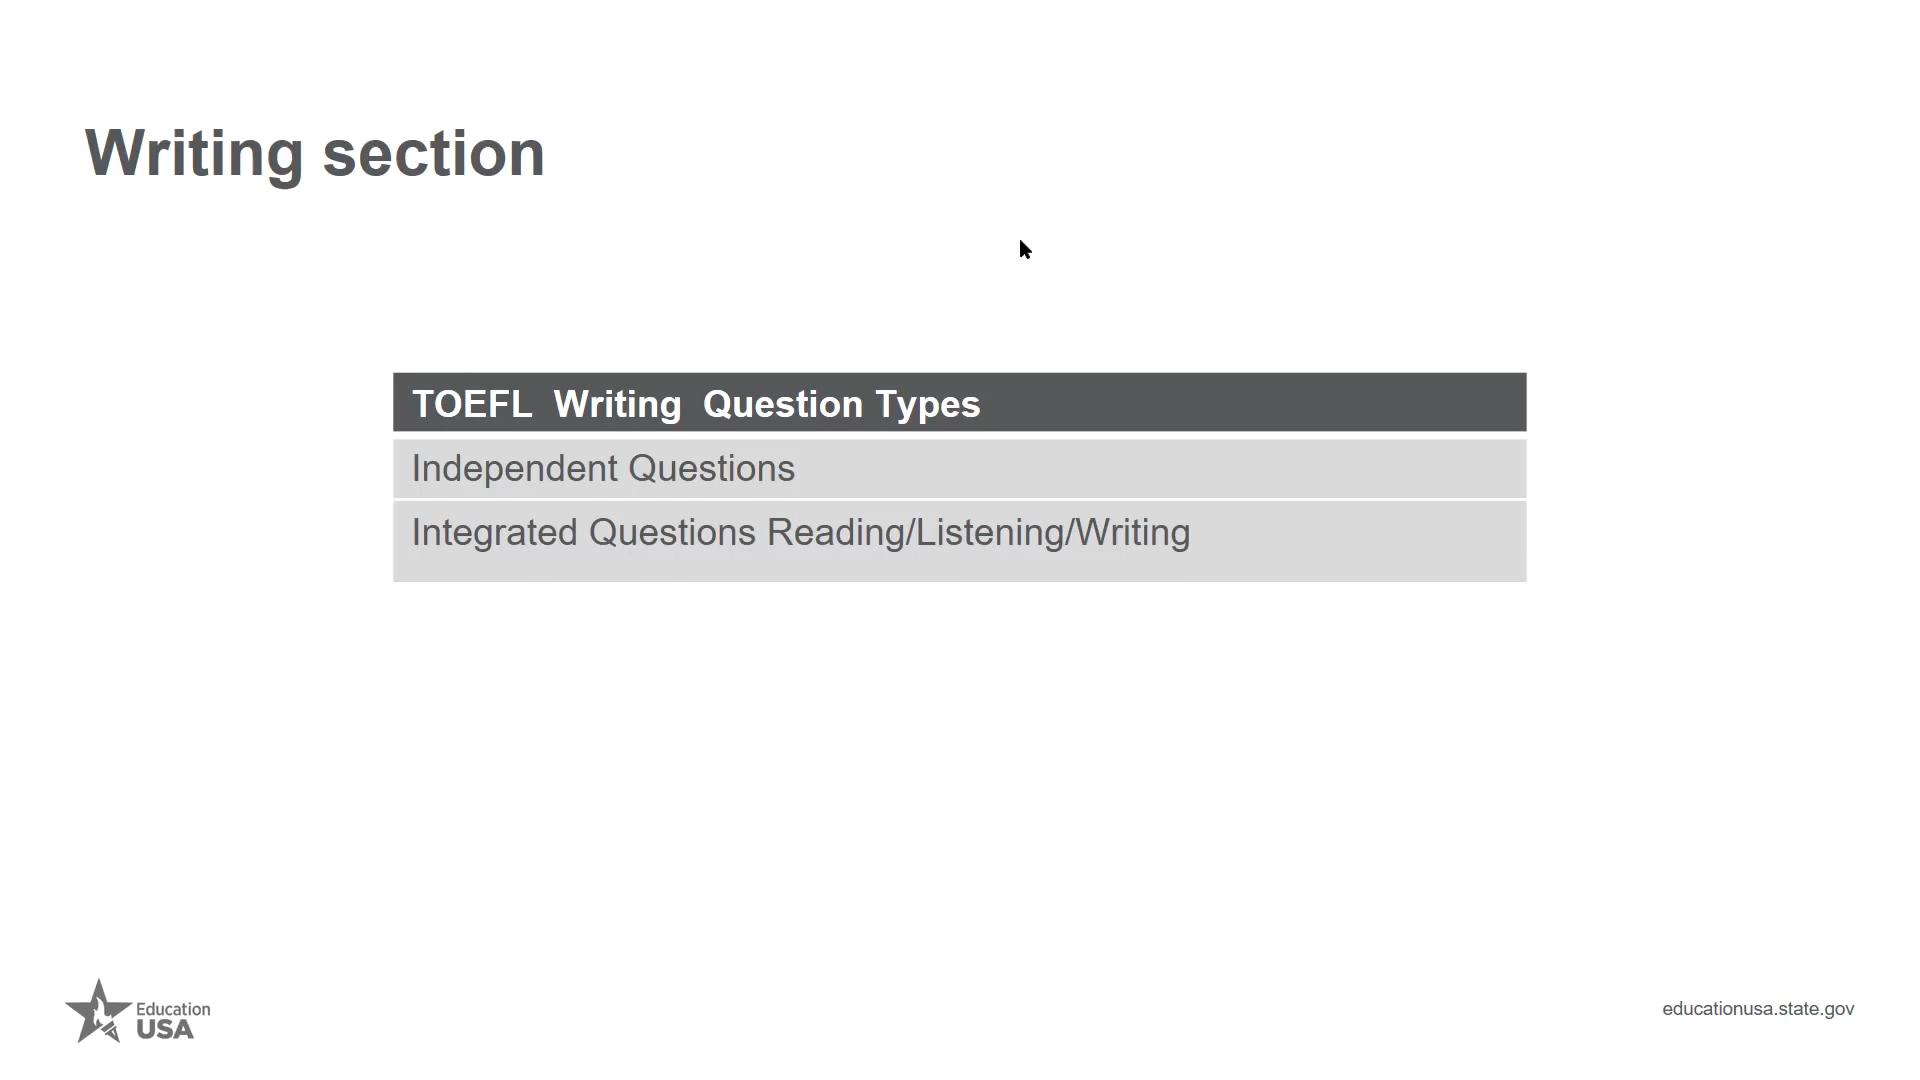 Writing section
TOEFL Writing Question Types
Independent Questions
Integrated Questions Reading/Listening/Writing
Education
USA
educationusa.state.gov